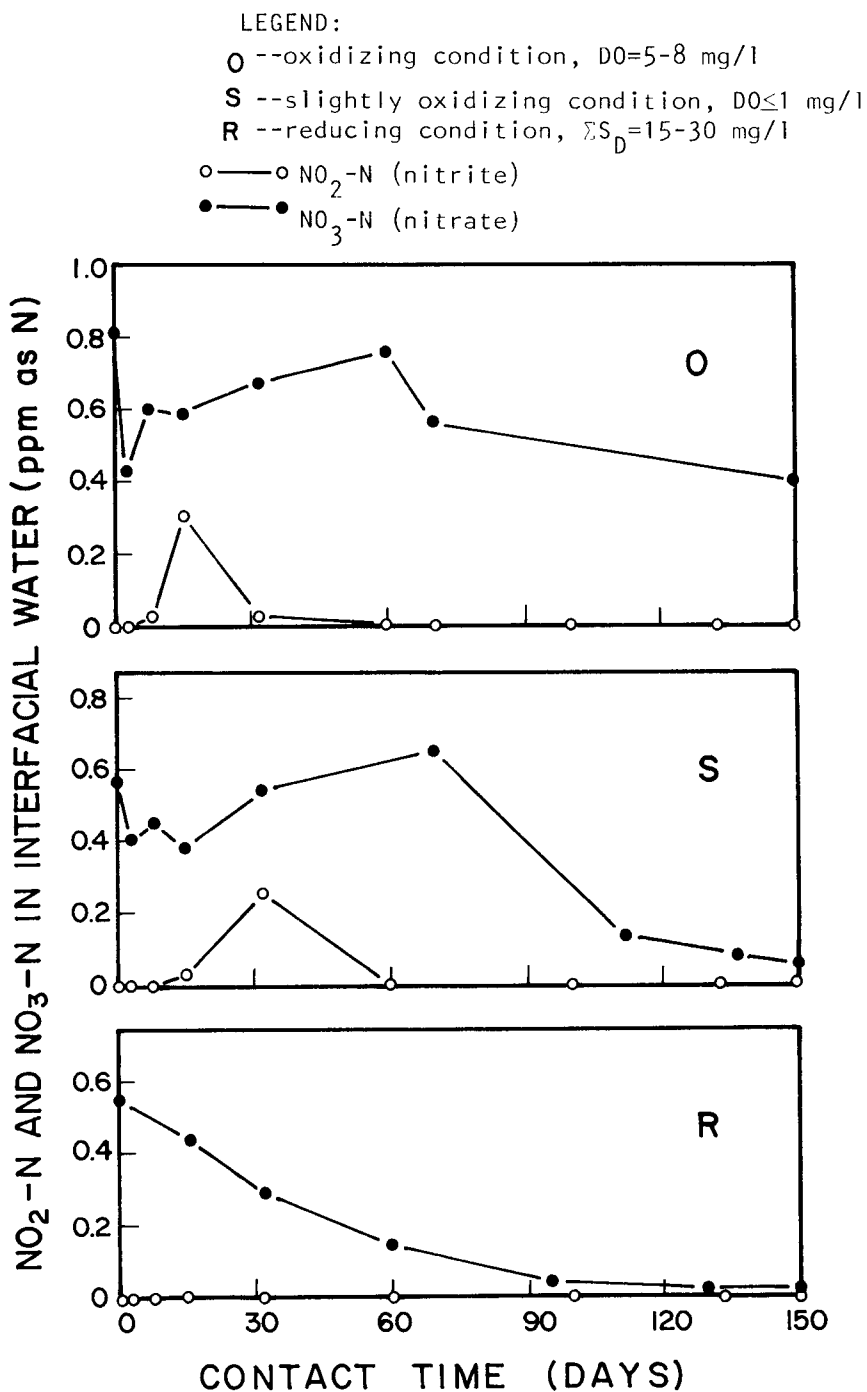 LEGEND:
O --oxidizing condition, DO=5-8 mg/l
S --slightly oxidizing condition, DO≤1 mg/l
R --reducing condition, ΣS_D=15-30 mg/l
NO₂-N (nitrite)
NO₃-N (nitrate)
NO₂-N AND NO₃-N IN INTERFACIAL WATER (ppm as N)
1.0
0.8
0.6
0.4
0.2
0
O
0.8
0.6
0.4
0.2
0
S
0.6
0.4
0.2
0
R
0 30 60 90 120 150
CONTACT TIME (DAYS)